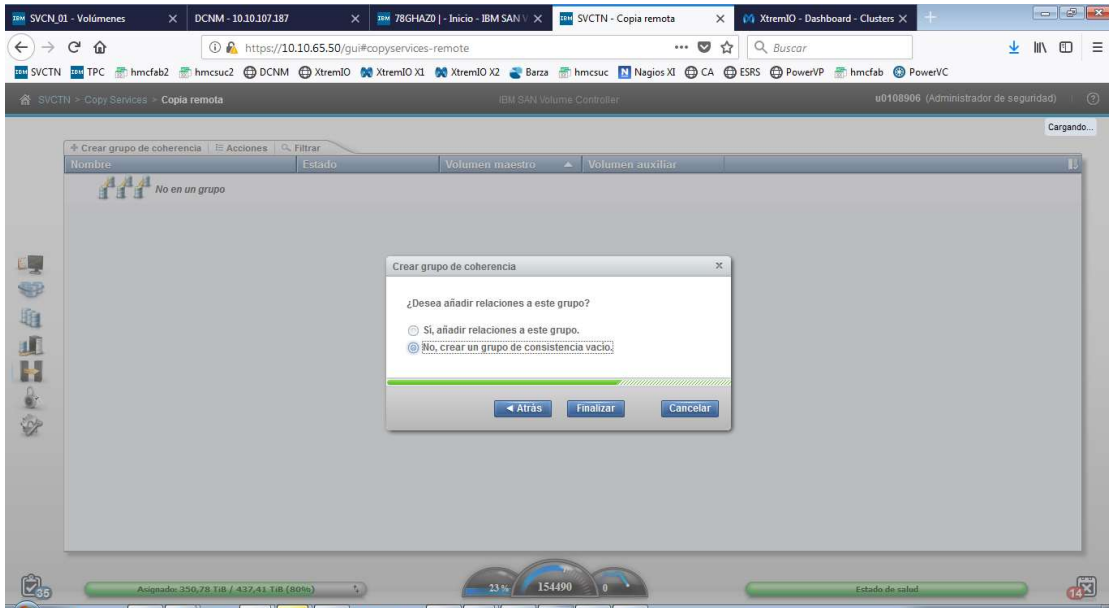 SVCN_01 - Volúmenes
DCNM - 10.10.107.187
78GHAZ0 | - Inicio - IBM SAN V
SVCTN - Copia remota
XtremIO - Dashboard - Clusters
https://10.10.65.50/gui#copyservices-remote
Buscar
SVCTN TPC hmcfab2 hmcsuc2 DCNM XtremIO XtremIO X1 XtremIO X2 Barza hmcsuc Nagios XI CA ESRS PowerVP hmcfab PowerVC
SVCTN > Copy Services > Copia remota
IBM SAN Volume Controller
u0108906 (Administrador de seguridad)
Cargando...
Crear grupo de coherencia Acciones Filtrar
Nombre Estado Volumen maestro Volumen auxiliar
No en un grupo
Crear grupo de coherencia
¿Desea añadir relaciones a este grupo?
Sí, añadir relaciones a este grupo.
No, crear un grupo de consistencia vacío.
Atrás Finalizar Cancelar
35
Asignado: 350,78 TiB / 437,41 TiB (80%)
23% 154490 0
Estado de salud
14